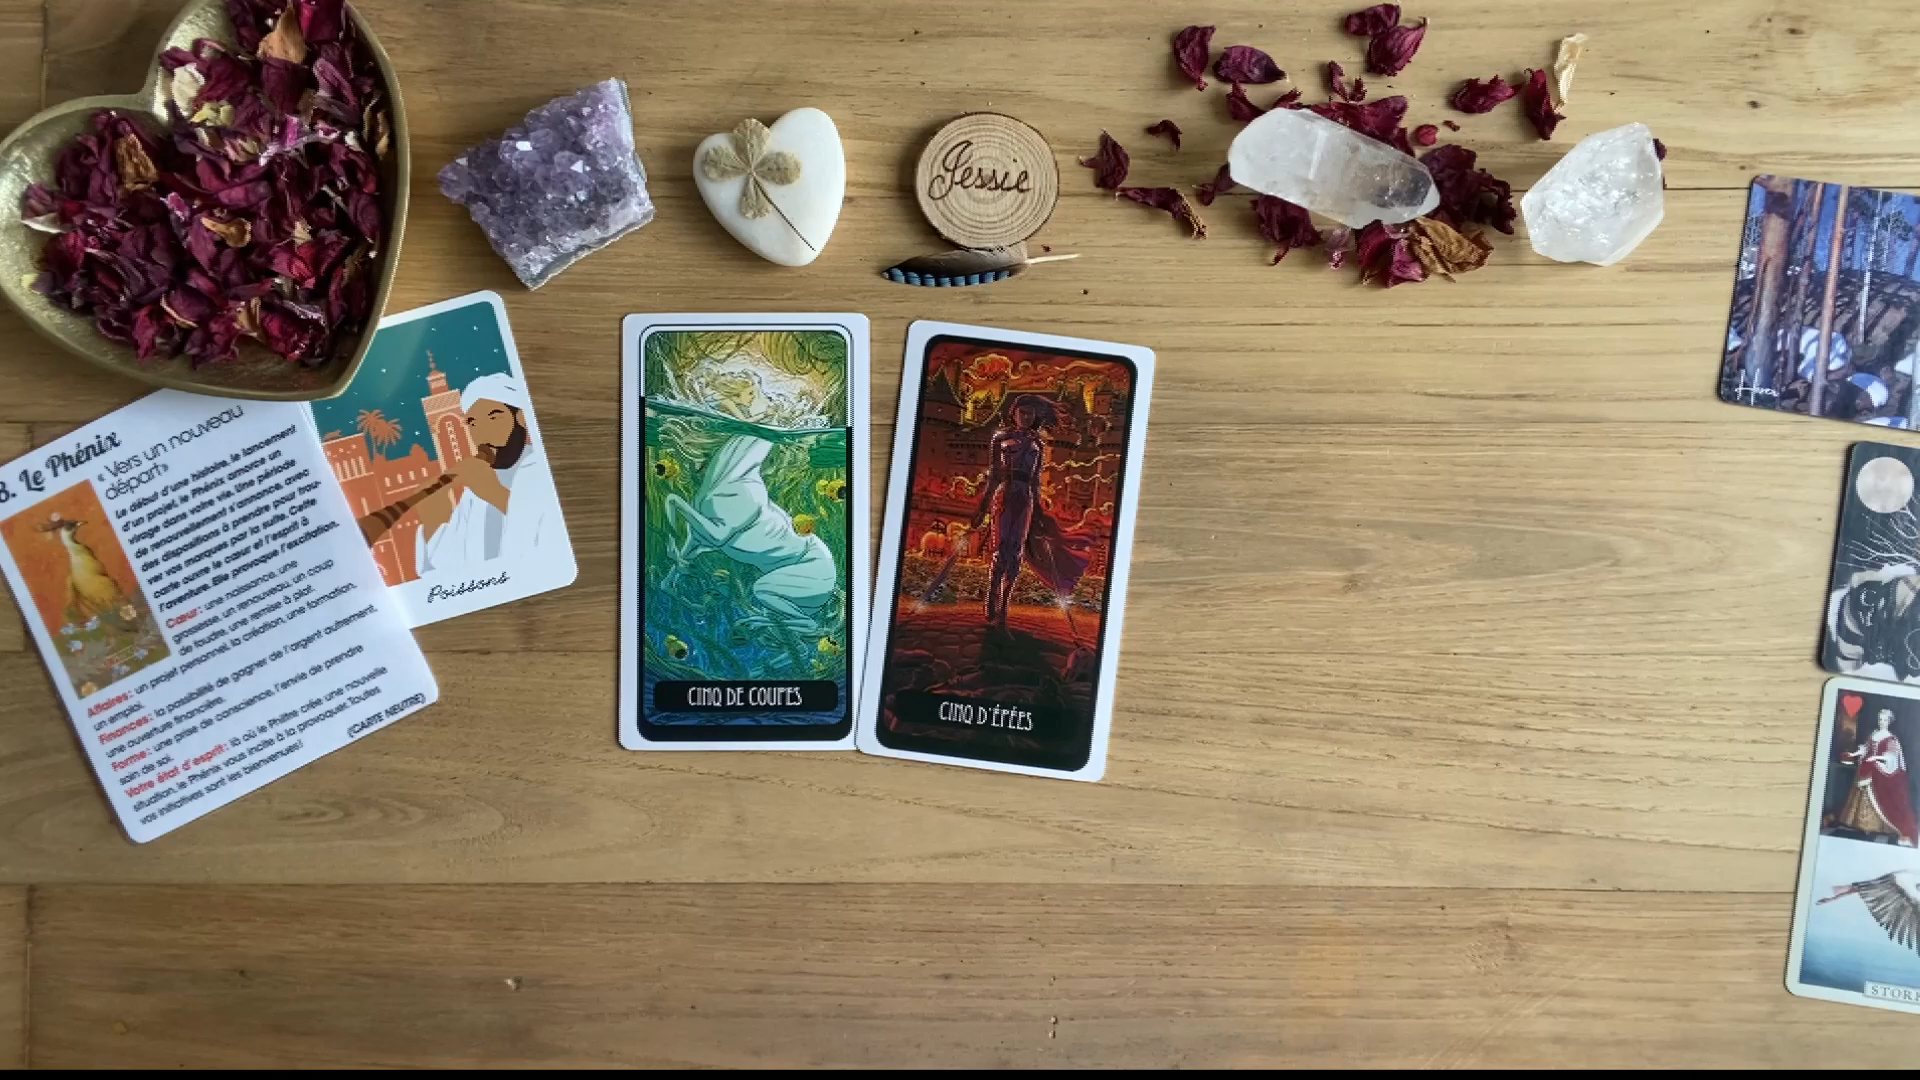 Jessie
Haven
8. Le Phénix
« Vers un nouveau
départ»
Le début d'une histoire, le lancement
d'un projet, le Phénix amorce un
virage dans votre vie. Une période
de renouvellement s'annonce, avec
des dispositions à prendre pour trou-
ver vos marques par la suite. Cette
carte ouvre le cœur et l'esprit à
l'aventure. Elle provoque l'excitation.
Cœur : une naissance, une
grossesse, un renouveau, un coup
de foudre, une remise à plat.
Affaires : un projet personnel, la création, une formation,
un emploi.
Finances : la possibilité de gagner de l'argent autrement,
une ouverture financière.
Forme : une prise de conscience, l'envie de prendre
soin de soi.
Votre état d'esprit : là où le Philtre crée une nouvelle
situation, le Phénix vous incite à la provoquer. Toutes
vos initiatives sont les bienvenues!
(CARTE NEUTRE)
Poissons
CINQ DE COUPES
CINQ D'ÉPÉES
STORK